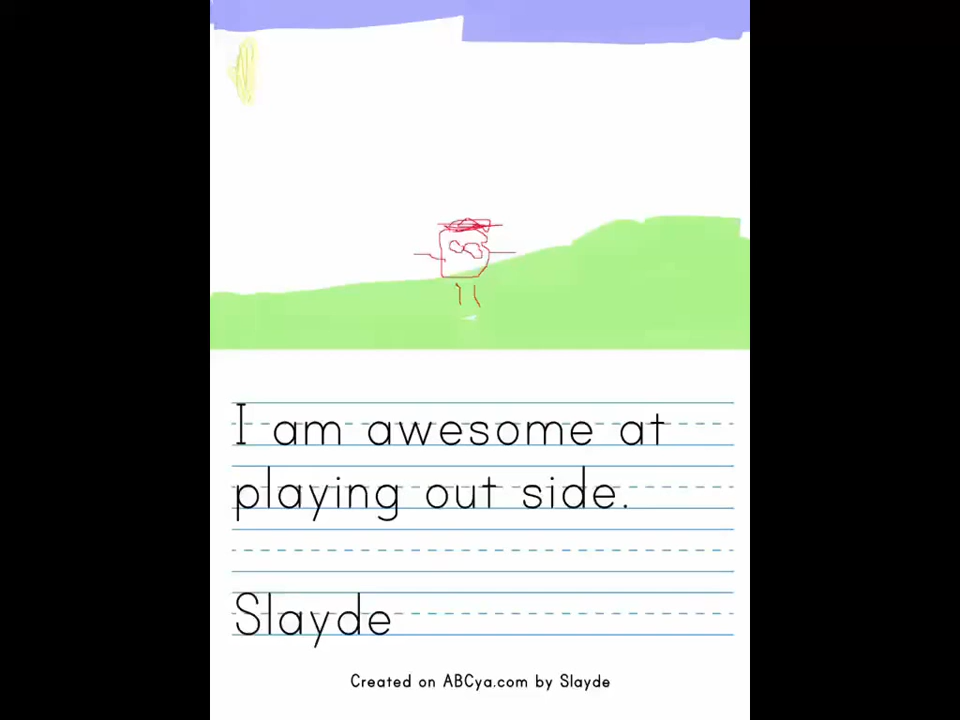 I am awesome at
playing out side.
Slayde
Created on ABCya.com by Slayde